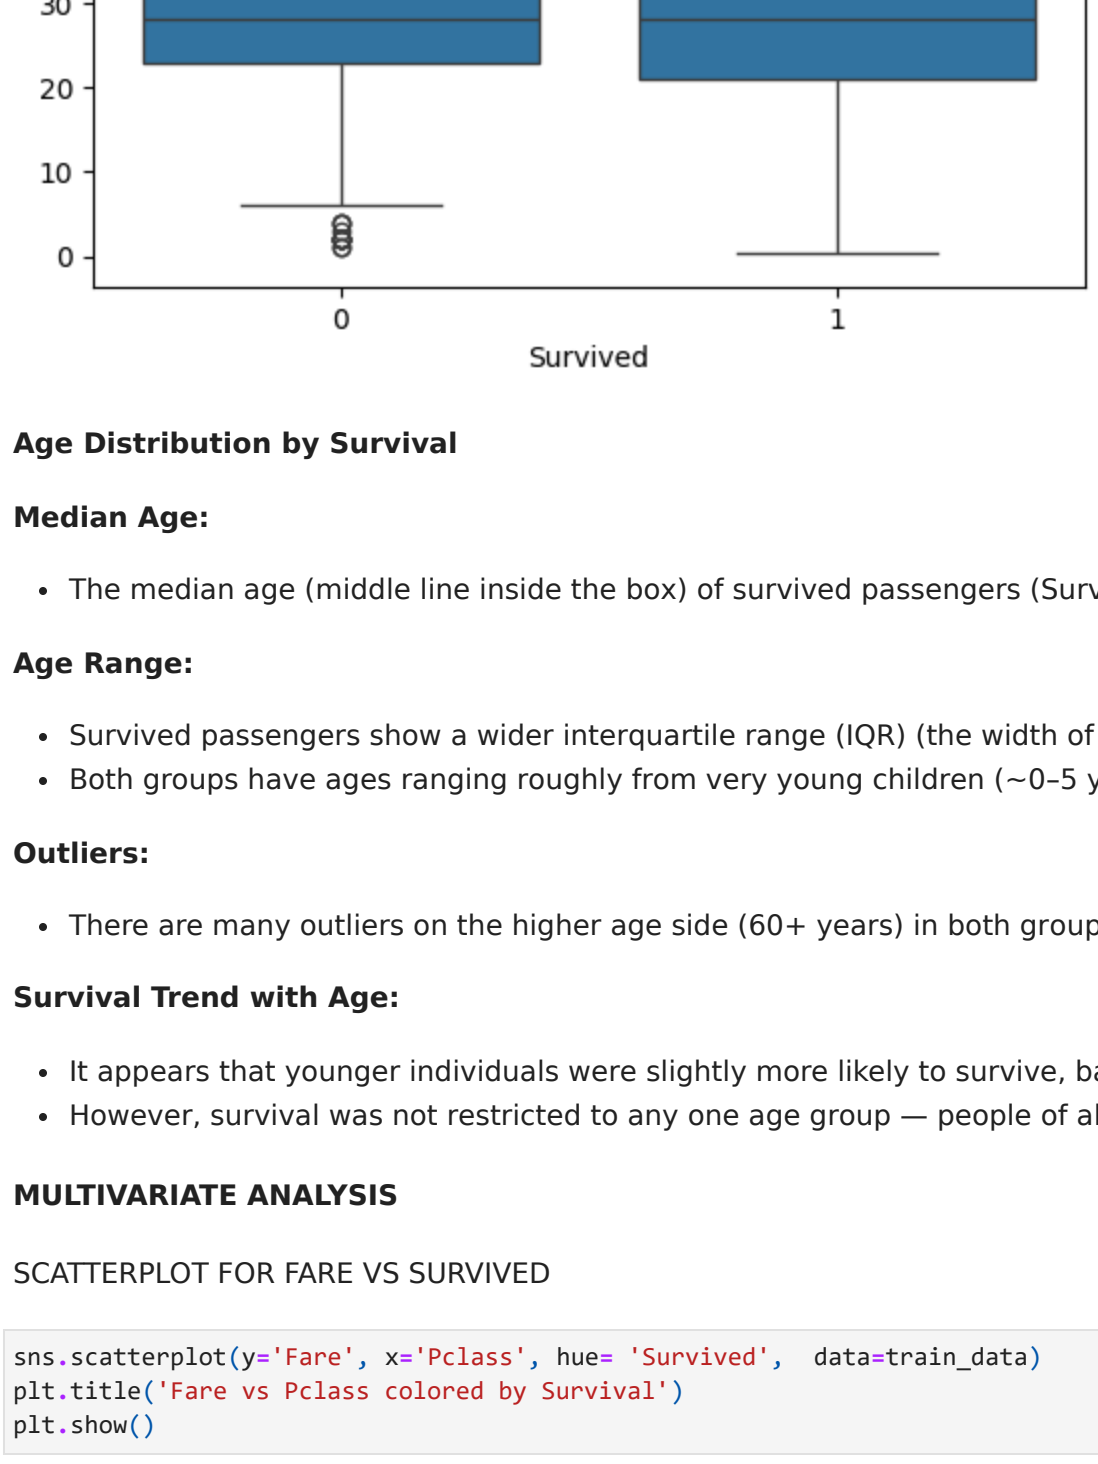 30
20
10
0
0 1
Survived
Age Distribution by Survival
Median Age:
• The median age (middle line inside the box) of survived passengers (Surv
Age Range:
• Survived passengers show a wider interquartile range (IQR) (the width of
• Both groups have ages ranging roughly from very young children (~0–5 y
Outliers:
• There are many outliers on the higher age side (60+ years) in both group
Survival Trend with Age:
• It appears that younger individuals were slightly more likely to survive, ba
• However, survival was not restricted to any one age group — people of al
MULTIVARIATE ANALYSIS
SCATTERPLOT FOR FARE VS SURVIVED
sns.scatterplot(y='Fare', x='Pclass', hue= 'Survived',  data=train_data)
plt.title('Fare vs Pclass colored by Survival')
plt.show()